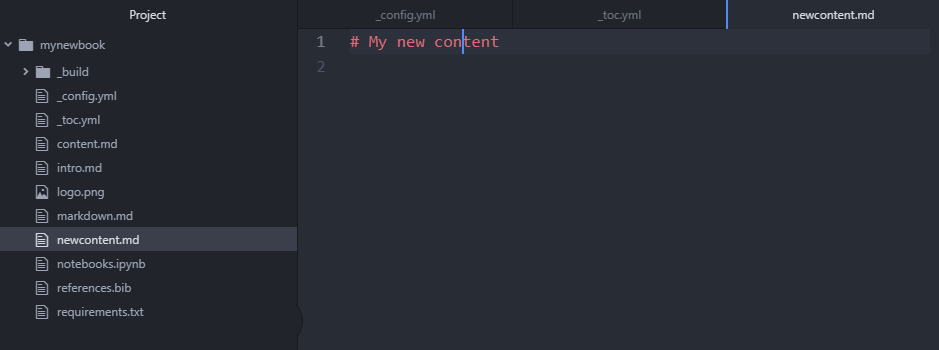 Project
mynewbook
_build
_config.yml
_toc.yml
content.md
intro.md
logo.png
markdown.md
newcontent.md
notebooks.ipynb
references.bib
requirements.txt
_config.yml
_toc.yml
newcontent.md
1 # My new content
2